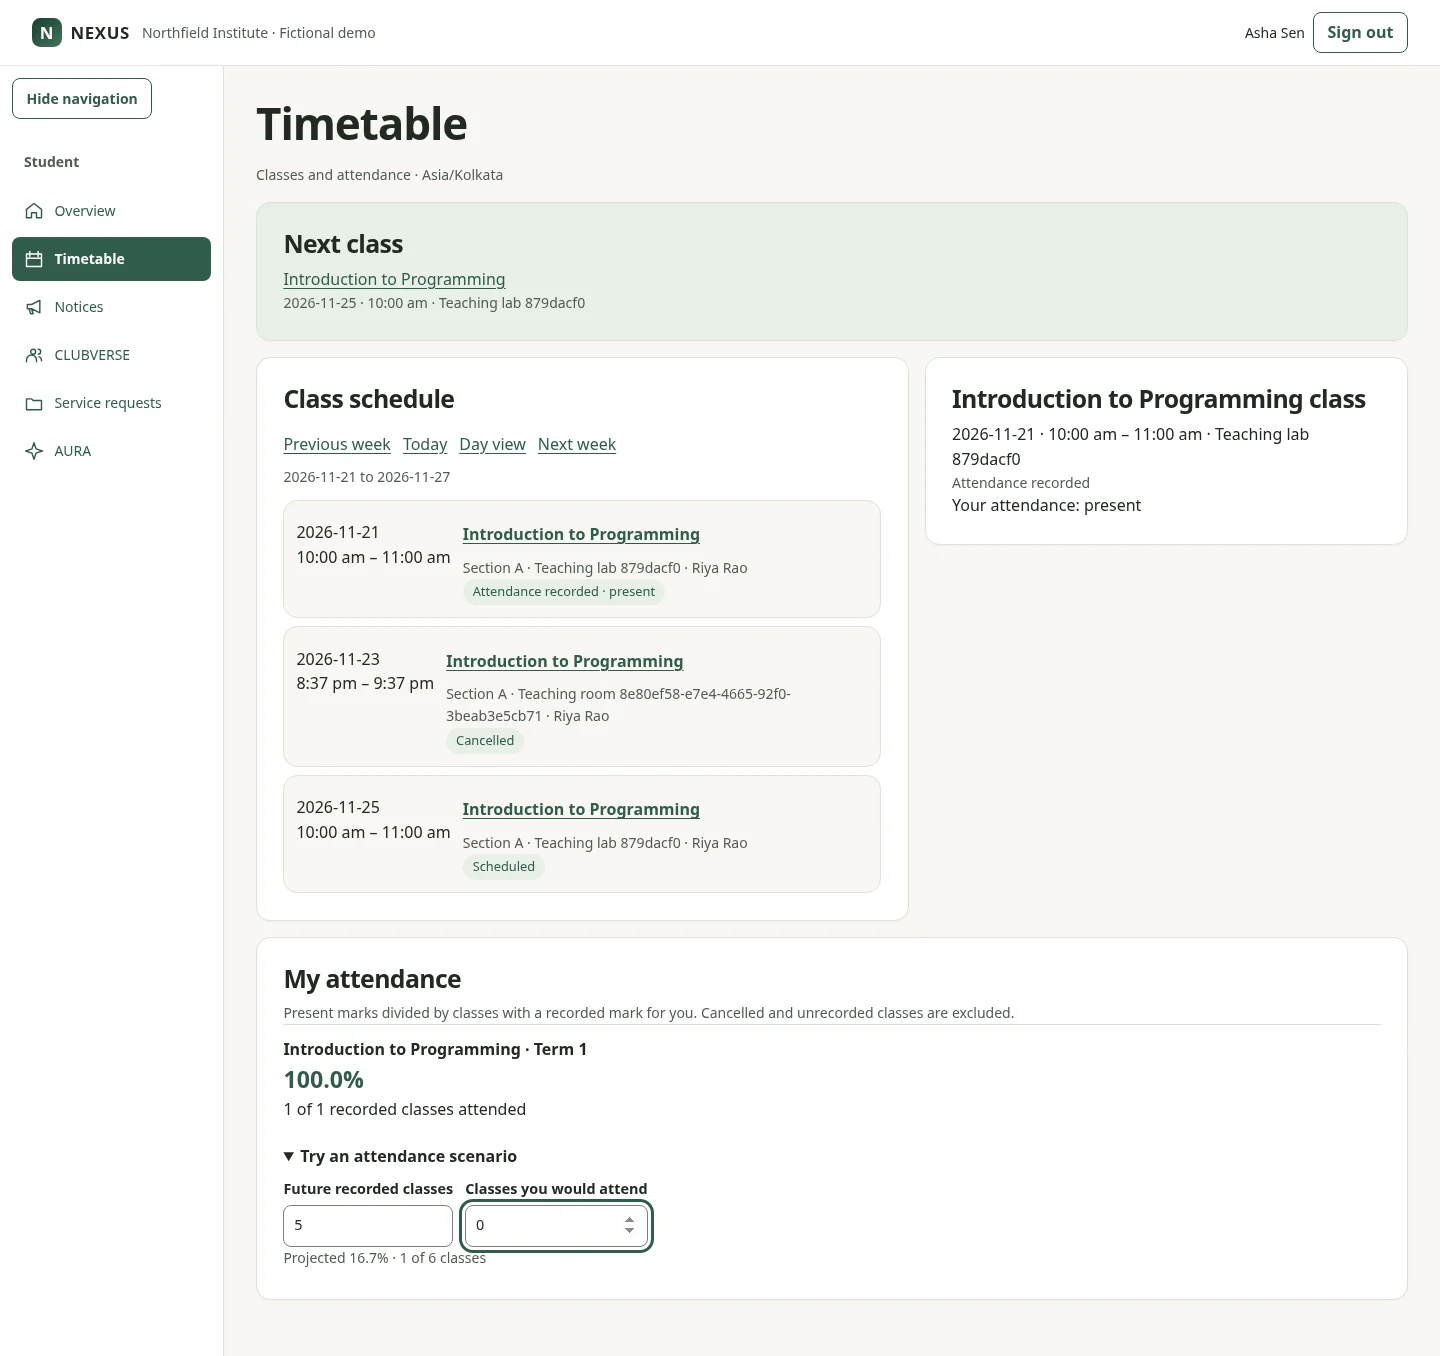 N NEXUS Northfield Institute · Fictional demo
Asha Sen Sign out
Hide navigation
Student
Overview
Timetable
Notices
CLUBVERSE
Service requests
AURA
Timetable
Classes and attendance · Asia/Kolkata
Next class
Introduction to Programming
2026-11-25 · 10:00 am · Teaching lab 879dacf0
Class schedule
Previous week Today Day view Next week
2026-11-21 to 2026-11-27
2026-11-21
10:00 am – 11:00 am
Introduction to Programming
Section A · Teaching lab 879dacf0 · Riya Rao
Attendance recorded · present
2026-11-23
8:37 pm – 9:37 pm
Introduction to Programming
Section A · Teaching room 8e80ef58-e7e4-4665-92f0-
3beab3e5cb71 · Riya Rao
Cancelled
2026-11-25
10:00 am – 11:00 am
Introduction to Programming
Section A · Teaching lab 879dacf0 · Riya Rao
Scheduled
Introduction to Programming class
2026-11-21 · 10:00 am – 11:00 am · Teaching lab
879dacf0
Attendance recorded
Your attendance: present
My attendance
Present marks divided by classes with a recorded mark for you. Cancelled and unrecorded classes are excluded.
Introduction to Programming · Term 1
100.0%
1 of 1 recorded classes attended
▼ Try an attendance scenario
Future recorded classes Classes you would attend
5 0
Projected 16.7% · 1 of 6 classes